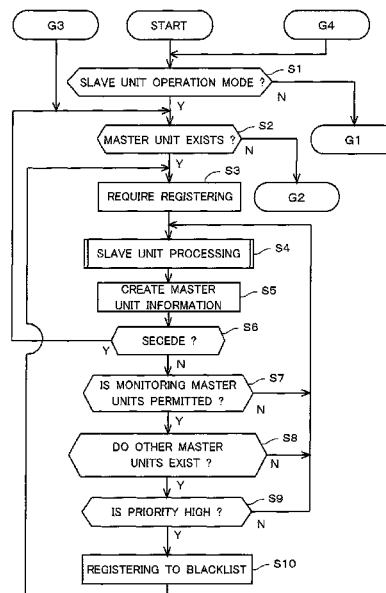 G3
START
G4
SLAVE UNIT OPERATION MODE ?
S1
Y
N
G1
MASTER UNIT EXISTS ?
S2
Y
N
G2
REQUIRE REGISTERING
S3
SLAVE UNIT PROCESSING
S4
CREATE MASTER
UNIT INFORMATION
S5
SECEDE ?
S6
Y
N
IS MONITORING MASTER
UNITS PERMITTED ?
S7
Y
N
DO OTHER MASTER
UNITS EXIST ?
S8
Y
N
IS PRIORITY HIGH ?
S9
Y
N
REGISTERING TO BLACKLIST
S10